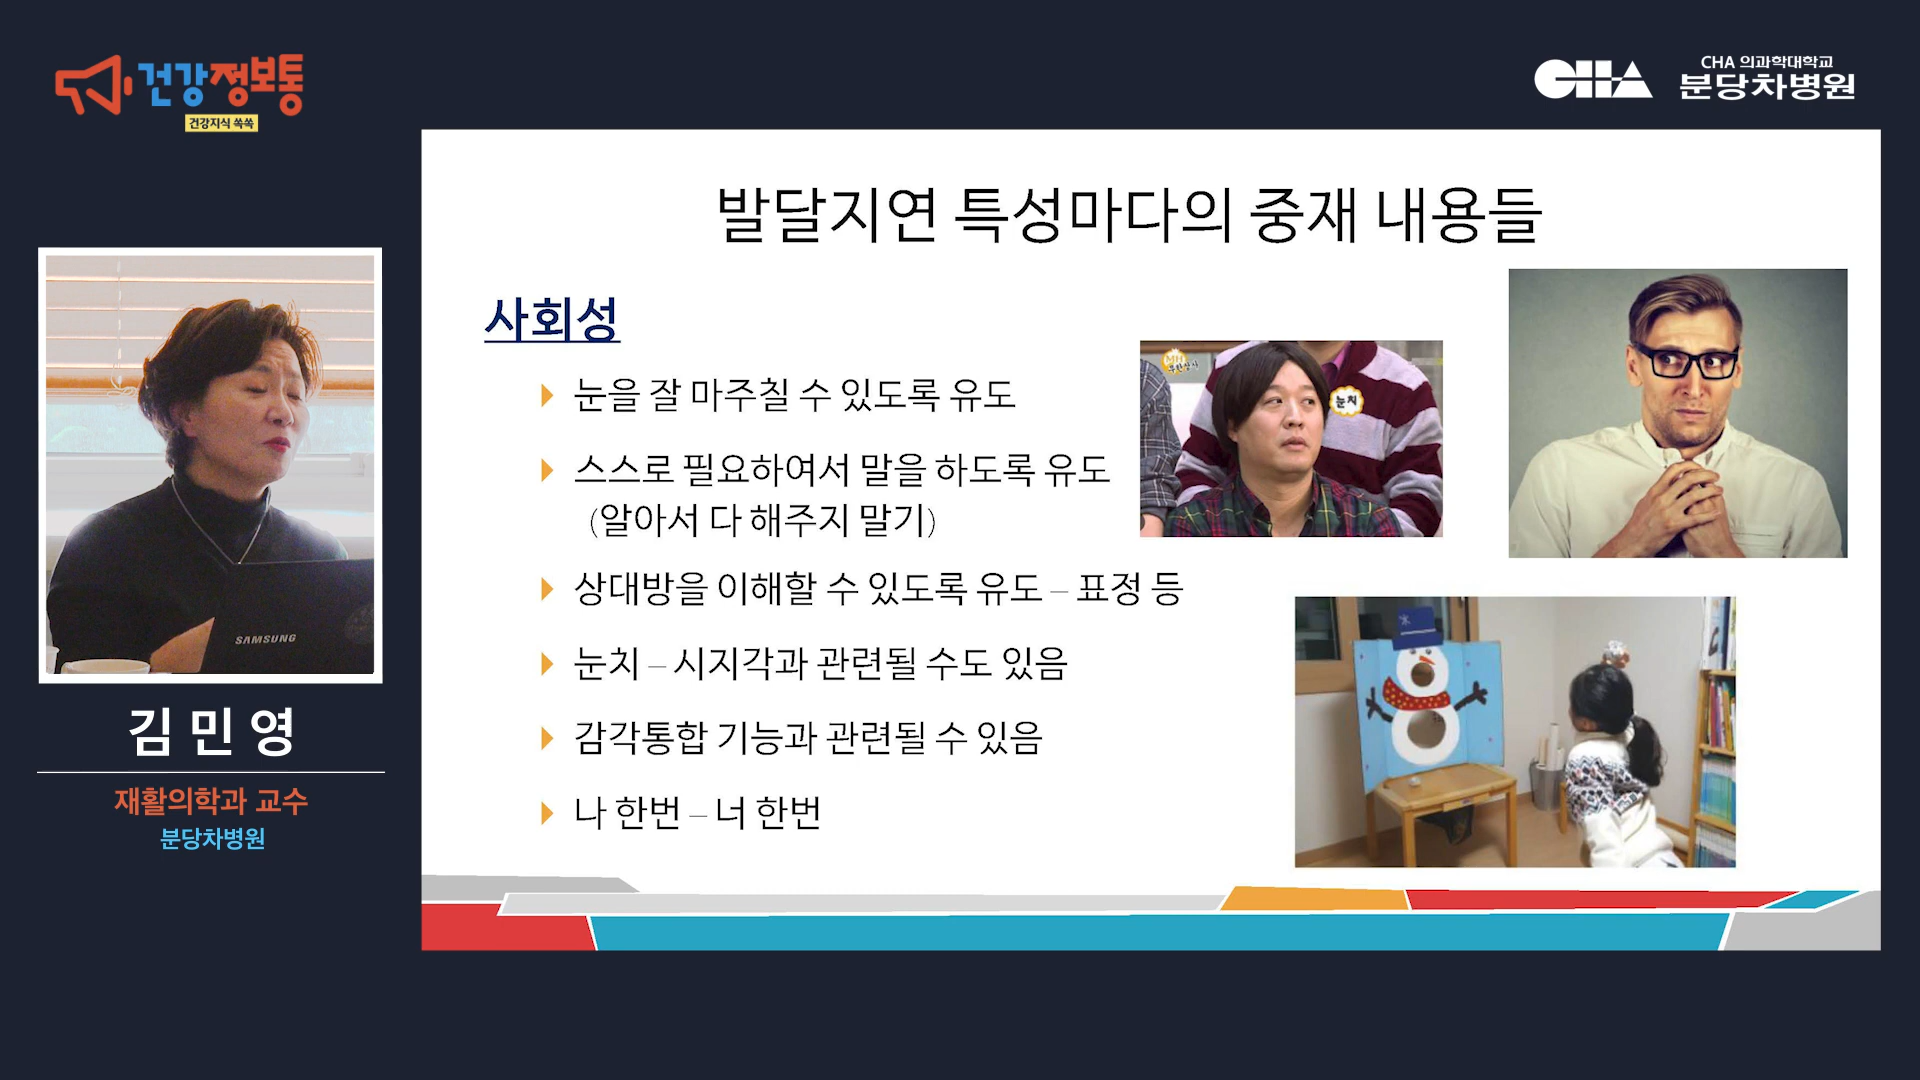 건강정보통
건강지식 쏙쏙
CHA
CHA 의과학대학교
분당차병원
발달지연 특성마다의 중재 내용들
사회성
눈을 잘 마주칠 수 있도록 유도
스스로 필요하여서 말을 하도록 유도
(알아서 다 해주지 말기)
상대방을 이해할 수 있도록 유도 – 표정 등
눈치 – 시지각과 관련될 수도 있음
감각통합 기능과 관련될 수 있음
나 한번 – 너 한번
눈치
SAMSUNG
김 민 영
재활의학과 교수
분당차병원